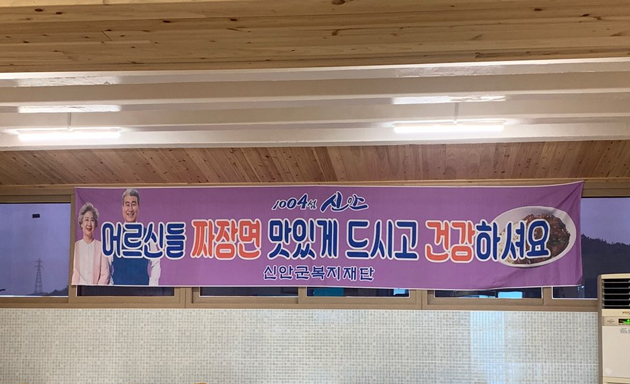 1004섬 신안
어르신들 짜장면 맛있게 드시고 건강하셔요
신안군복지재단